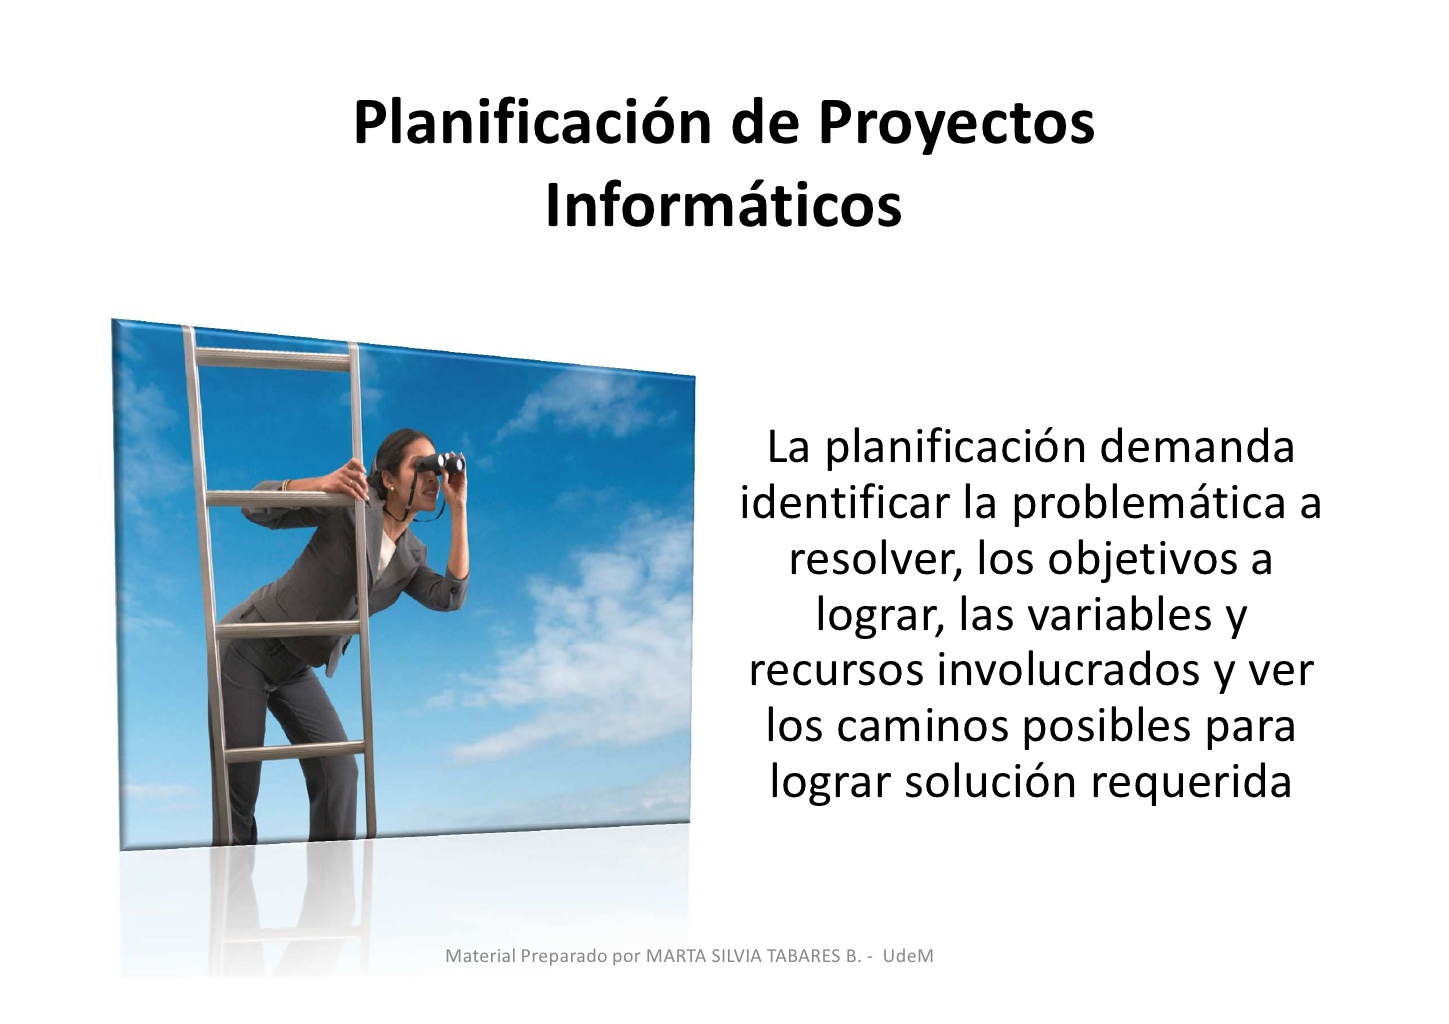 Planificación de Proyectos
Informáticos
La planificación demanda
identificar la problemática a
resolver, los objetivos a
lograr, las variables y
recursos involucrados y ver
los caminos posibles para
lograr solución requerida
Material Preparado por MARTA SILVIA TABARES B. - UdeM